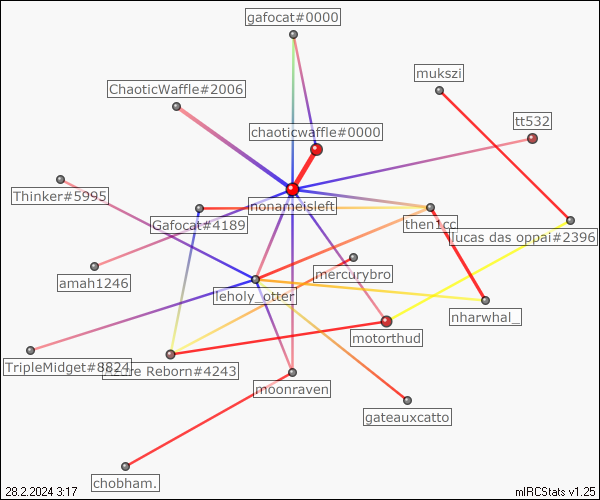 gafocat#0000
mukszi
ChaoticWaffle#2006
tt532
chaoticwaffle#0000
Thinker#5995
nonameisleft
Gafocat#4189
then1cc
lucas das oppai#2396
mercurybro
amah1246
leholy_otter
nharwhal_
motorthud
TripleMidget#8824
Reborn#4243
moonraven
gateauxcatto
chobham.
28.2.2024 3:17
mIRCStats v1.25